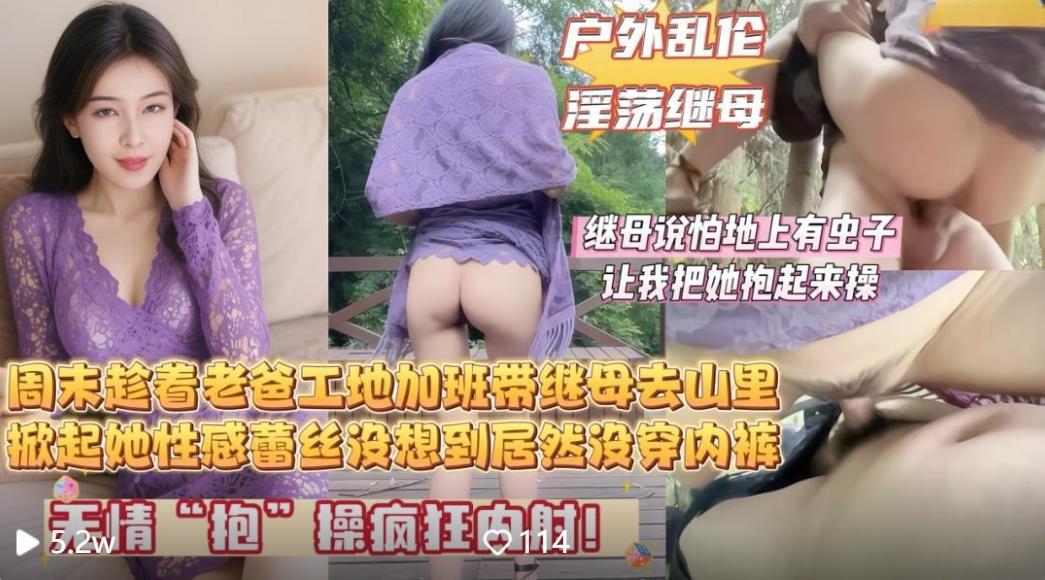 户外乱伦
淫荡继母
继母说怕地上有虫子
让我把她抱起来操
周末趁着老爸工地加班带继母去山里
掀起她性感蕾丝没想到居然没穿内裤
无情“抱”操疯狂内射！
5.2w
114